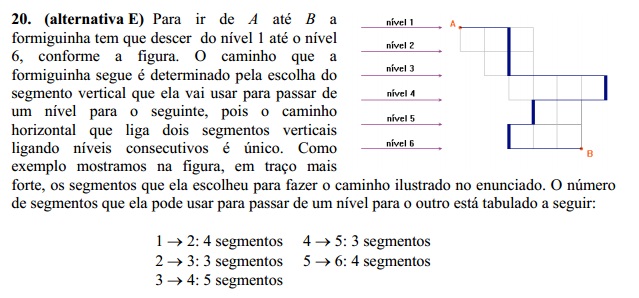 20. (alternativa E) Para ir de A até B a
formiguinha tem que descer do nível 1 até o nível
6, conforme a figura. O caminho que a
formiguinha segue é determinado pela escolha do
segmento vertical que ela vai usar para passar de
um nível para o seguinte, pois o caminho
horizontal que liga dois segmentos verticais
ligando níveis consecutivos é único. Como
exemplo mostramos na figura, em traço mais
forte, os segmentos que ela escolheu para fazer o caminho ilustrado no enunciado. O número
de segmentos que ela pode usar para passar de um nível para o outro está tabulado a seguir:
nível 1
A
nível 2
nível 3
nível 4
nível 5
nível 6
B
1 → 2: 4 segmentos 4 → 5: 3 segmentos
2 → 3: 3 segmentos 5 → 6: 4 segmentos
3 → 4: 5 segmentos